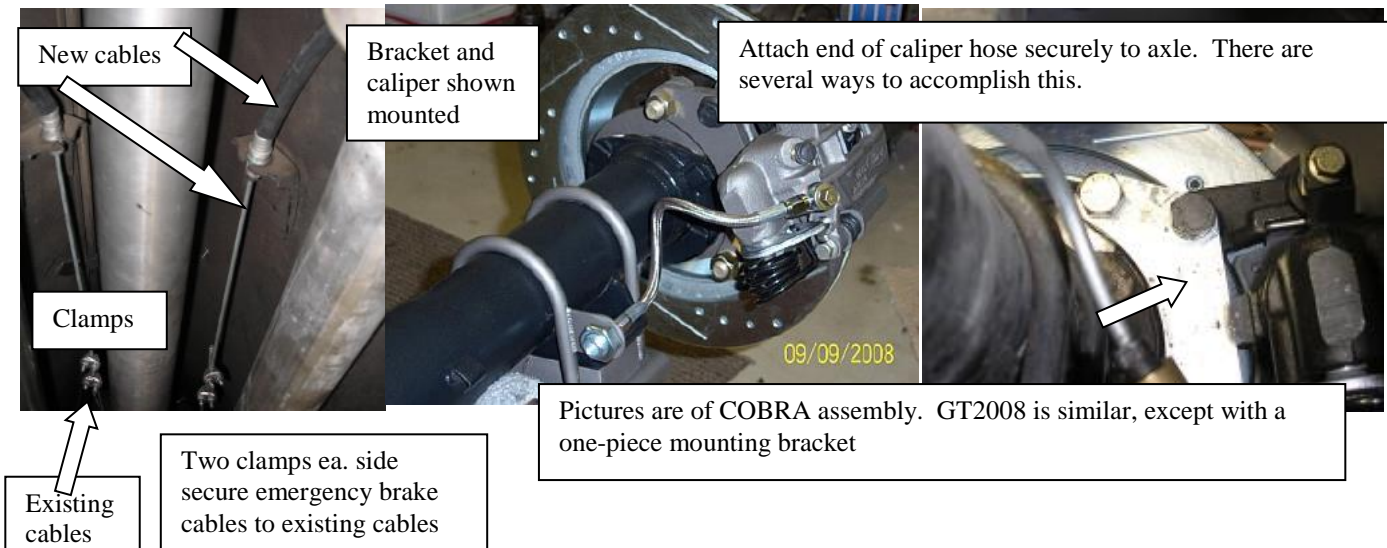 New cables
Bracket and
caliper shown
mounted
Attach end of caliper hose securely to axle.  There are
several ways to accomplish this.
Clamps
09/09/2008
Pictures are of COBRA assembly.  GT2008 is similar, except with a
one-piece mounting bracket
Two clamps ea. side
secure emergency brake
cables to existing cables
Existing
cables